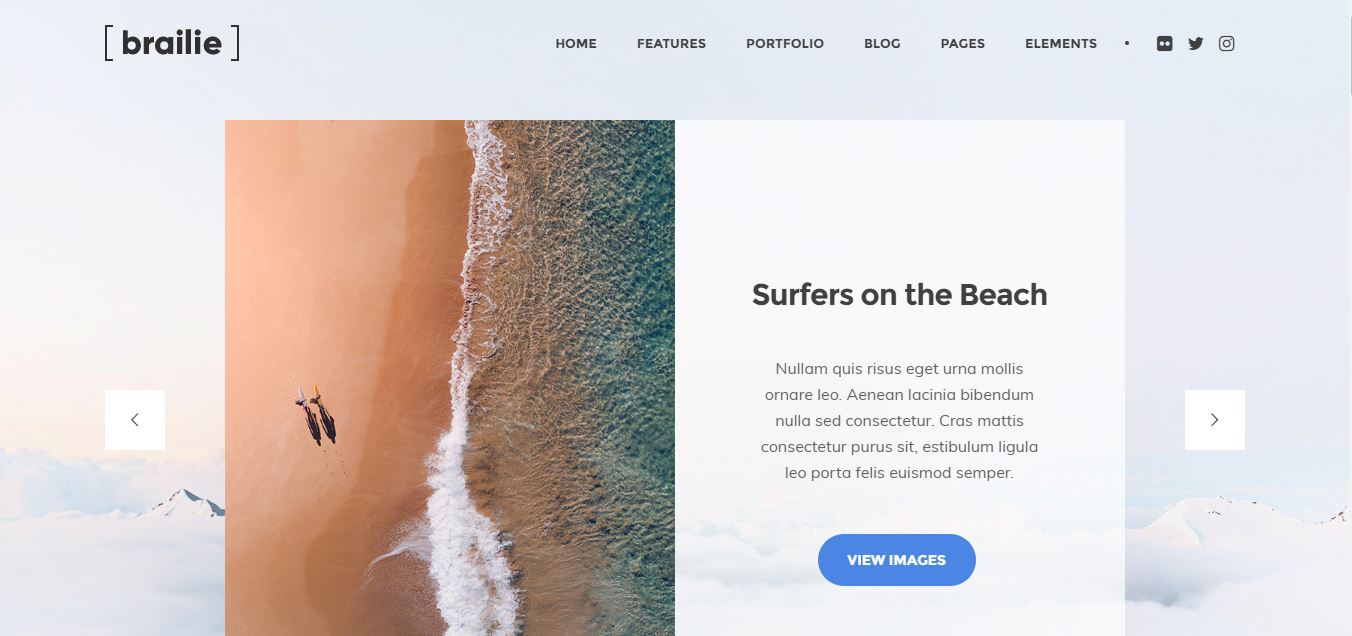 [ brailie ]
HOME FEATURES PORTFOLIO BLOG PAGES ELEMENTS
Surfers on the Beach
Nullam quis risus eget urna mollis
ornare leo. Aenean lacinia bibendum
nulla sed consectetur. Cras mattis
consectetur purus sit, estibulum ligula
leo porta felis euismod semper.
VIEW IMAGES